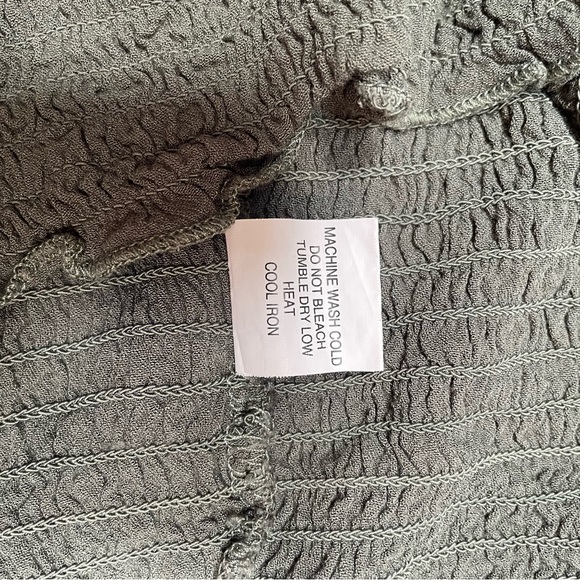 MACHINE WASH COLD
DO NOT BLEACH
TUMBLE DRY LOW
HEAT
COOL IRON